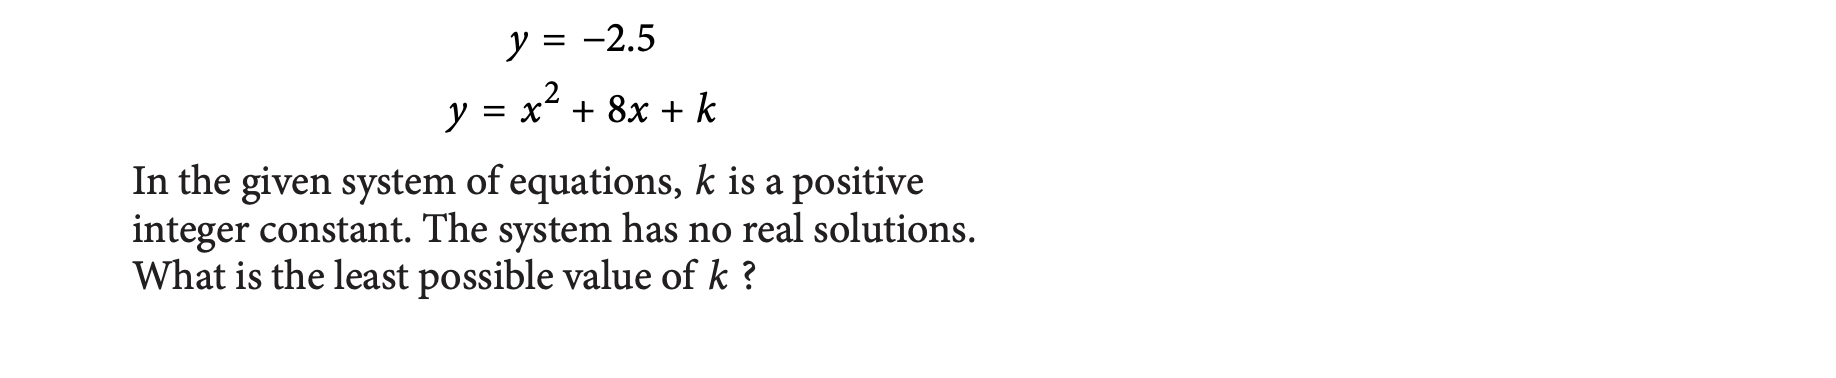 y = −2.5
y = x² + 8x + k
In the given system of equations, k is a positive
integer constant. The system has no real solutions.
What is the least possible value of k ?